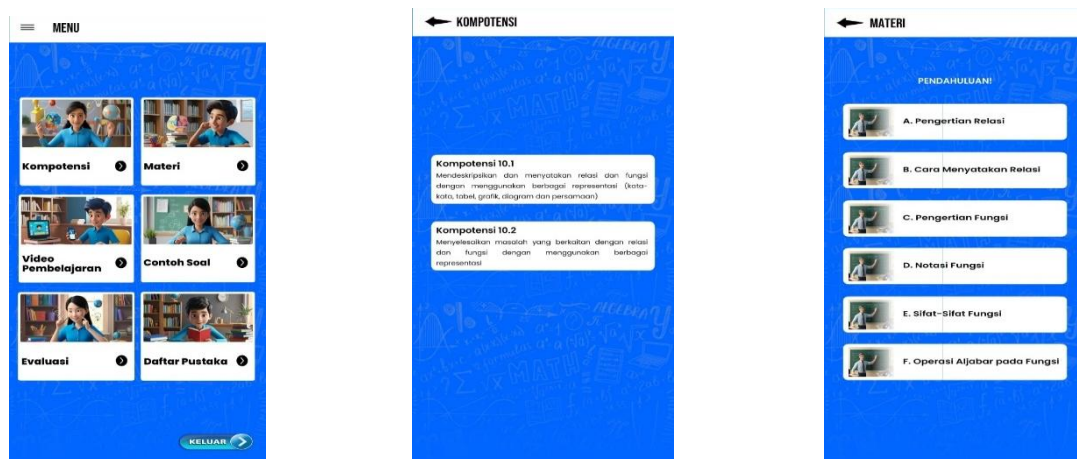 MENU
Kompotensi
Materi
Video
Pembelajaran
Contoh Soal
Evaluasi
Daftar Pustaka
KELUAR
KOMPOTENSI
Kompotensi 10.1
Mendeskripsikan dan menyatakan relasi dan fungsi
dengan menggunakan berbagai representasi (kata-
kata, tabel, grafik, diagram dan persamaan)
Kompotensi 10.2
Menyelesaikan masalah yang berkaitan dengan relasi
dan fungsi dengan menggunakan berbagai
representasi
MATERI
PENDAHULUAN!
A. Pengertian Relasi
B. Cara Menyatakan Relasi
C. Pengertian Fungsi
D. Notasi Fungsi
E. Sifat-Sifat Fungsi
F. Operasi Aljabar pada Fungsi